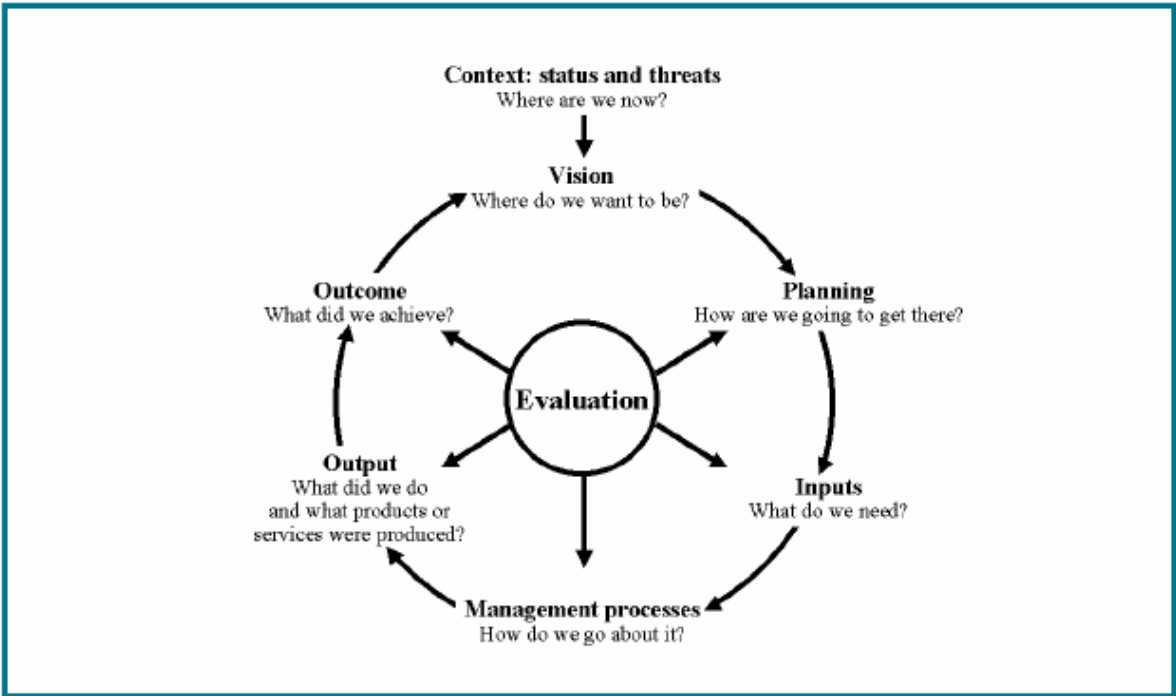 Context: status and threats
Where are we now?
Vision
Where do we want to be?
Outcome
What did we achieve?
Planning
How are we going to get there?
Evaluation
Output
What did we do
and what products or
services were produced?
Inputs
What do we need?
Management processes
How do we go about it?